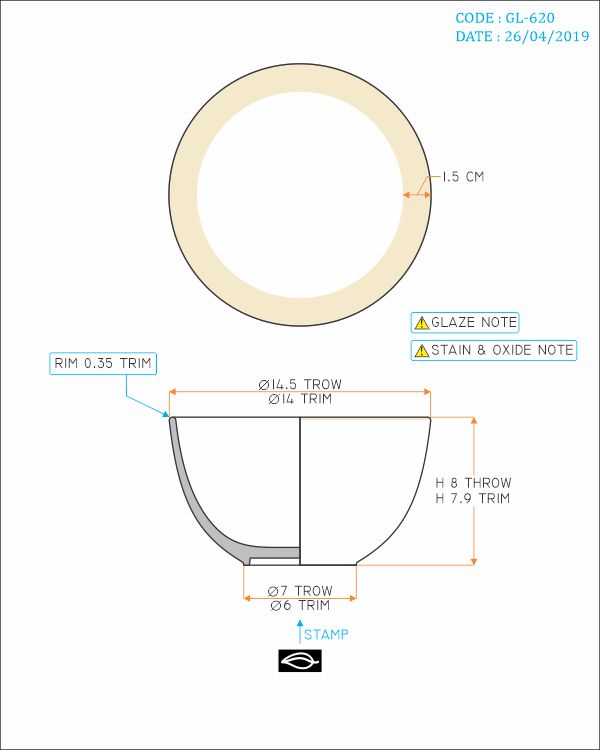 CODE : GL-620
DATE : 26/04/2019
1.5 CM
GLAZE NOTE
STAIN & OXIDE NOTE
RIM 0.35 TRIM
Ø14.5 TROW
Ø14 TRIM
H 8 THROW
H 7.9 TRIM
Ø7 TROW
Ø6 TRIM
STAMP